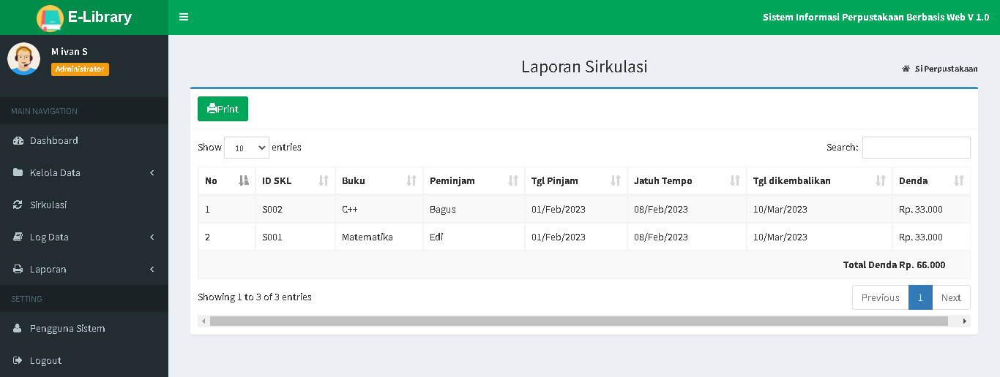 E-Library
Sistem Informasi Perpustakaan Berbasis Web V 1.0
M ivan S
Administrator
MAIN NAVIGATION
Dashboard
Kelola Data
Sirkulasi
Log Data
Laporan
SETTING
Pengguna Sistem
Logout
Laporan Sirkulasi
Si Perpustakaan
Print
Show 10 entries
Search:
No ID SKL Buku Peminjam Tgl Pinjam Jatuh Tempo Tgl dikembalikan Denda
1 S002 C++ Bagus 01/Feb/2023 08/Feb/2023 10/Mar/2023 Rp. 33.000
2 S001 Matematika Edi 01/Feb/2023 08/Feb/2023 10/Mar/2023 Rp. 33.000
Total Denda Rp. 66.000
Showing 1 to 3 of 3 entries
Previous 1 Next